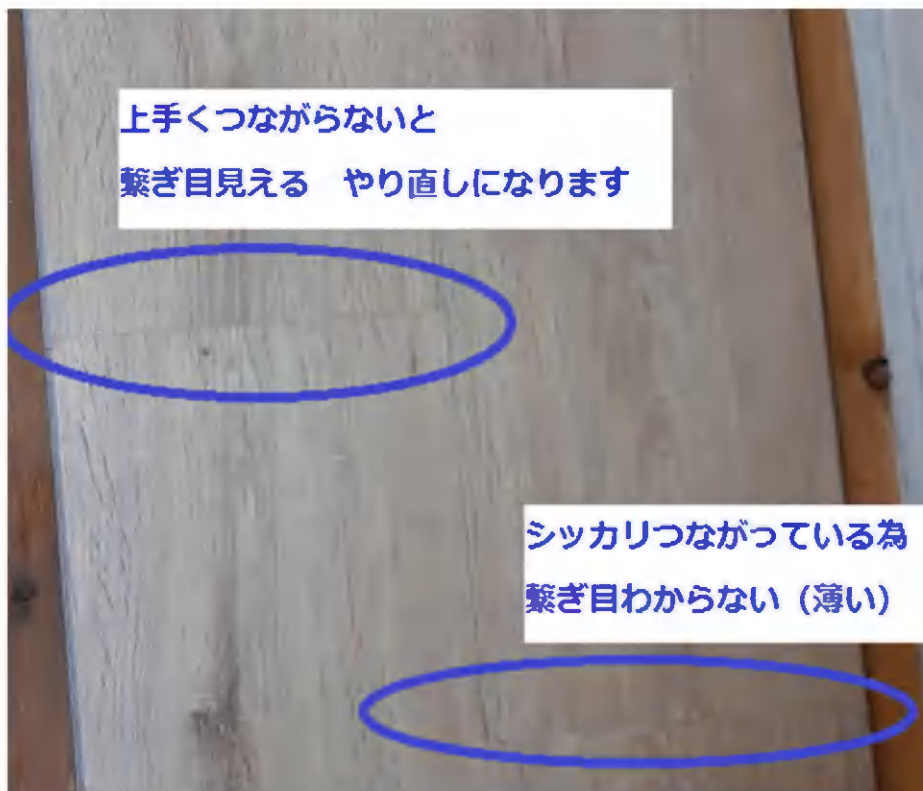 上手くつながらないと
繋ぎ目見える　やり直しになります
シッカリつながっている為
繋ぎ目わからない（薄い）